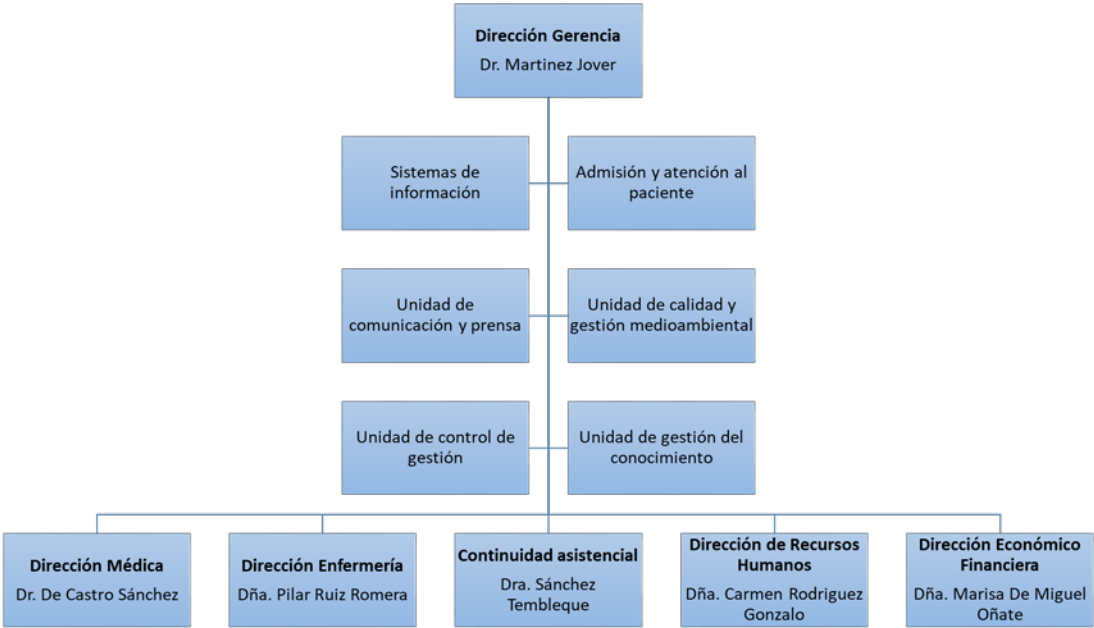 Dirección Gerencia
Dr. Martinez Jover
Sistemas de
información
Admisión y atención al
paciente
Unidad de
comunicación y prensa
Unidad de calidad y
gestión medioambiental
Unidad de control de
gestión
Unidad de gestión del
conocimiento
Dirección Médica
Dr. De Castro Sánchez
Dirección Enfermería
Dña. Pilar Ruiz Romera
Continuidad asistencial
Dra. Sánchez
Tembleque
Dirección de Recursos
Humanos
Dña. Carmen Rodriguez
Gonzalo
Dirección Económico
Financiera
Dña. Marisa De Miguel
Oñate